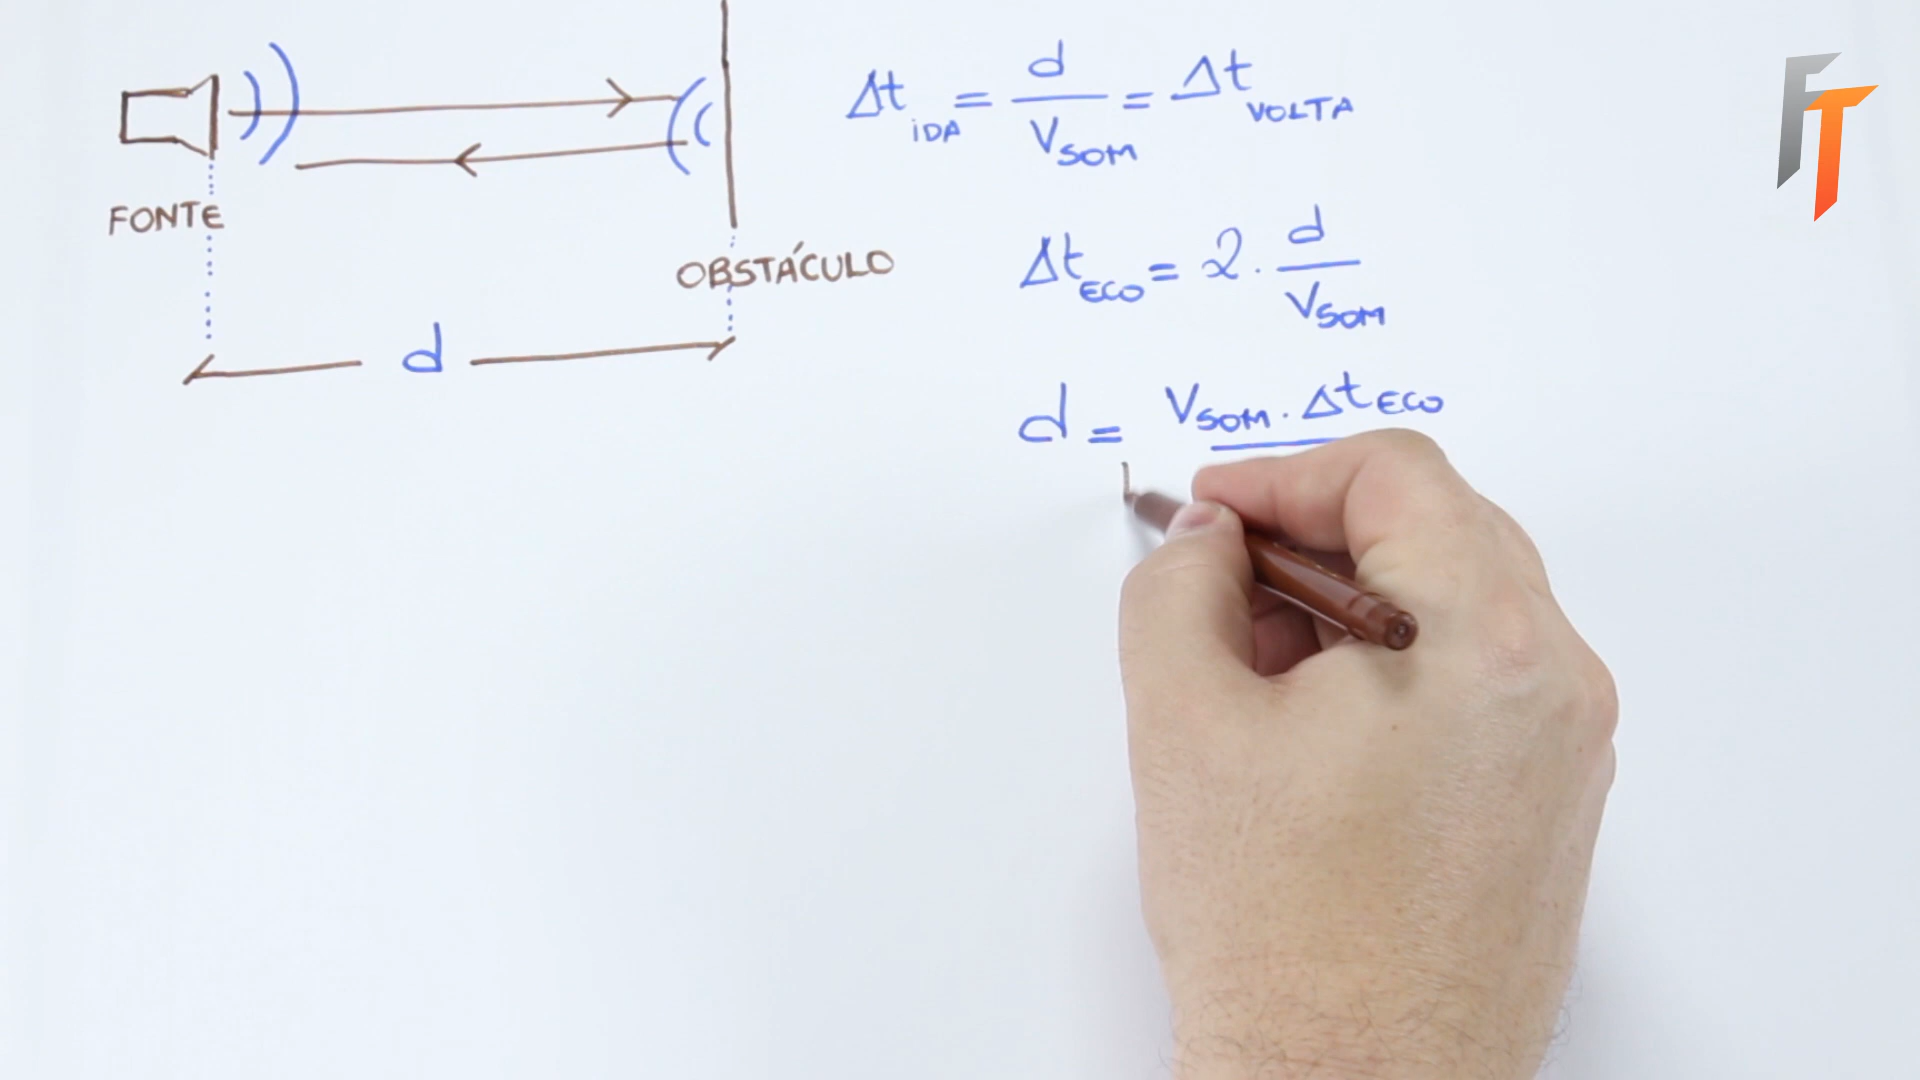 FONTE
OBSTÁCULO
d
Δt IDA = d / V SOM = Δt VOLTA
Δt ECO = 2 . d / V SOM
d = V SOM . Δt ECO
FT